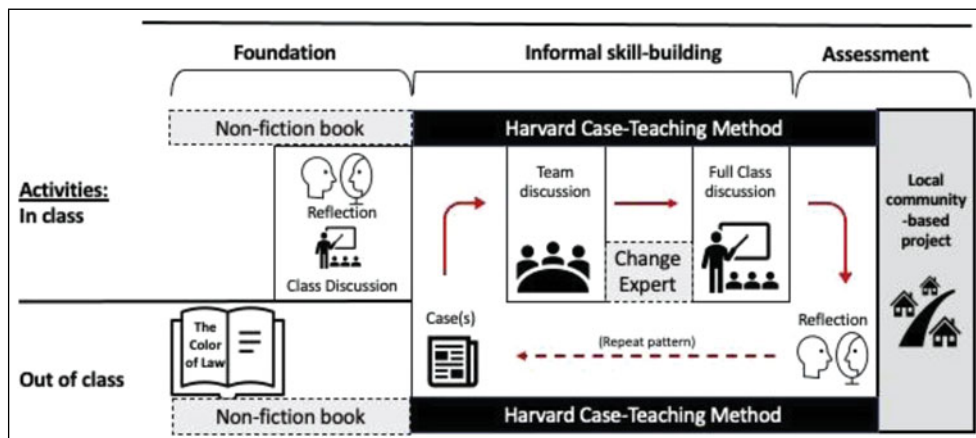 Foundation
Informal skill-building
Assessment
Non-fiction book
Harvard Case-Teaching Method
Activities:
In class
Reflection
Class Discussion
Team
discussion
Change
Expert
Full Class
discussion
Local
community
-based
project
Out of class
The
Color
of Law
Case(s)
(Repeat pattern)
Reflection
Non-fiction book
Harvard Case-Teaching Method